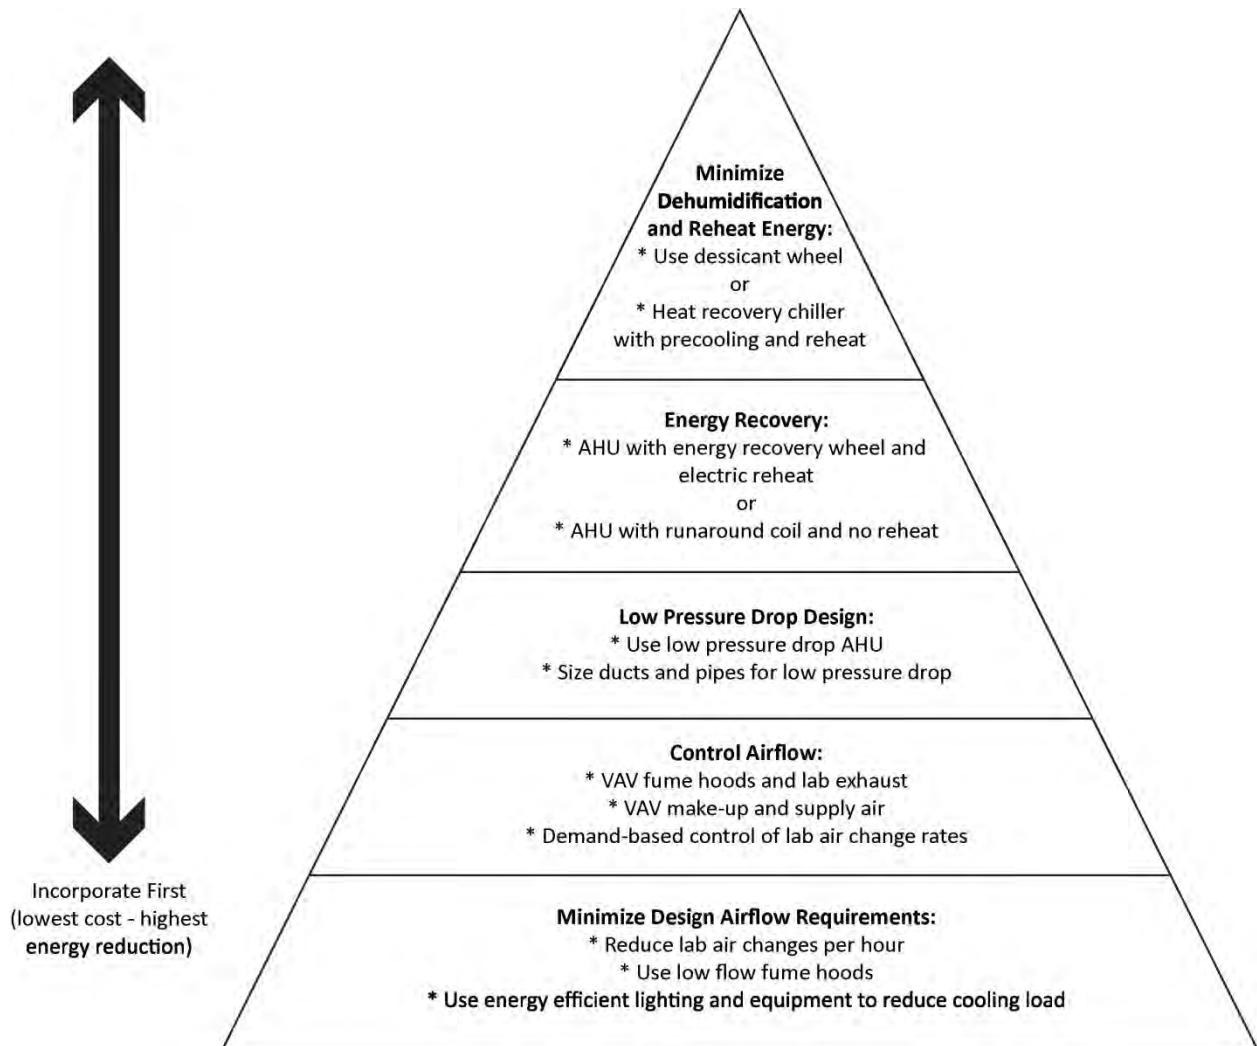 Minimize
Dehumidification
and Reheat Energy:
* Use dessicant wheel
or
* Heat recovery chiller
with precooling and reheat
Energy Recovery:
* AHU with energy recovery wheel and
electric reheat
or
* AHU with runaround coil and no reheat
Low Pressure Drop Design:
* Use low pressure drop AHU
* Size ducts and pipes for low pressure drop
Control Airflow:
* VAV fume hoods and lab exhaust
* VAV make-up and supply air
* Demand-based control of lab air change rates
Incorporate First
(lowest cost - highest
energy reduction)
Minimize Design Airflow Requirements:
* Reduce lab air changes per hour
* Use low flow fume hoods
* Use energy efficient lighting and equipment to reduce cooling load